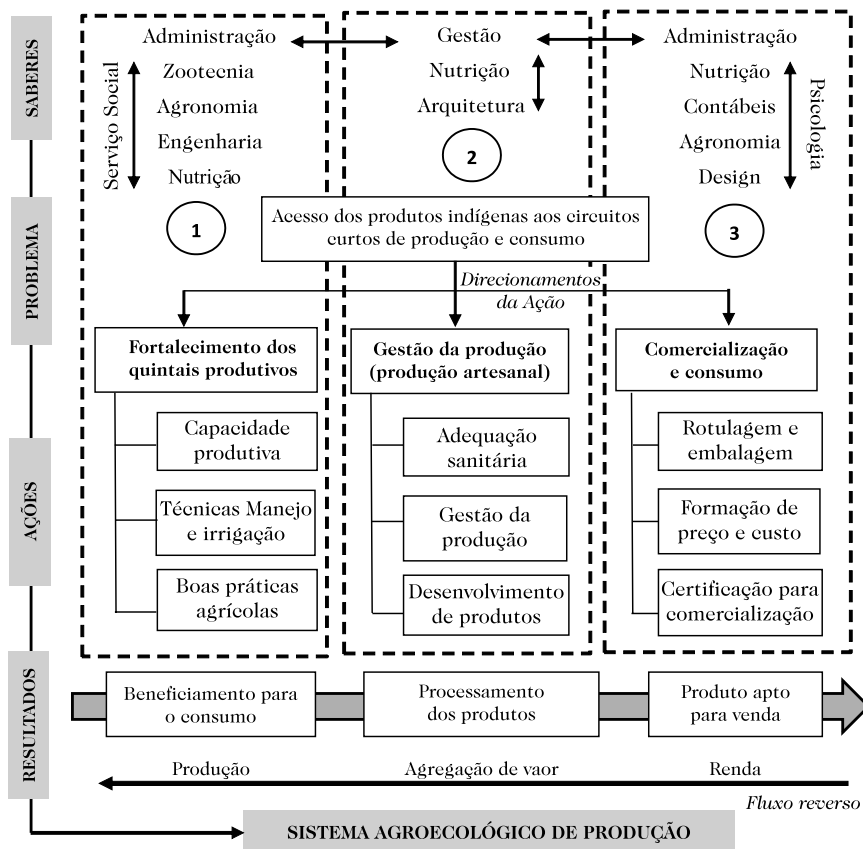 SABERES
Administração
Zootecnia
Agronomia
Engenharia
Nutrição
Serviço Social
1
Gestão
Nutrição
Arquitetura
2
Administração
Nutrição
Contábeis
Agronomia
Design
Psicologia
3
PROBLEMA
Acesso dos produtos indígenas aos circuitos
curtos de produção e consumo
Direcionamentos
da Ação
Fortalecimento dos
quintais produtivos
Gestão da produção
(produção artesanal)
Comercialização
e consumo
AÇÕES
Capacidade
produtiva
Técnicas Manejo
e irrigação
Boas práticas
agrícolas
Adequação
sanitária
Gestão da
produção
Desenvolvimento
de produtos
Rotulagem e
embalagem
Formação de
preço e custo
Certificação para
comercialização
RESULTADOS
Beneficiamento para
o consumo
Processamento
dos produtos
Produto apto
para venda
Produção
Agregação de vaor
Renda
Fluxo reverso
SISTEMA AGROECOLÓGICO DE PRODUÇÃO